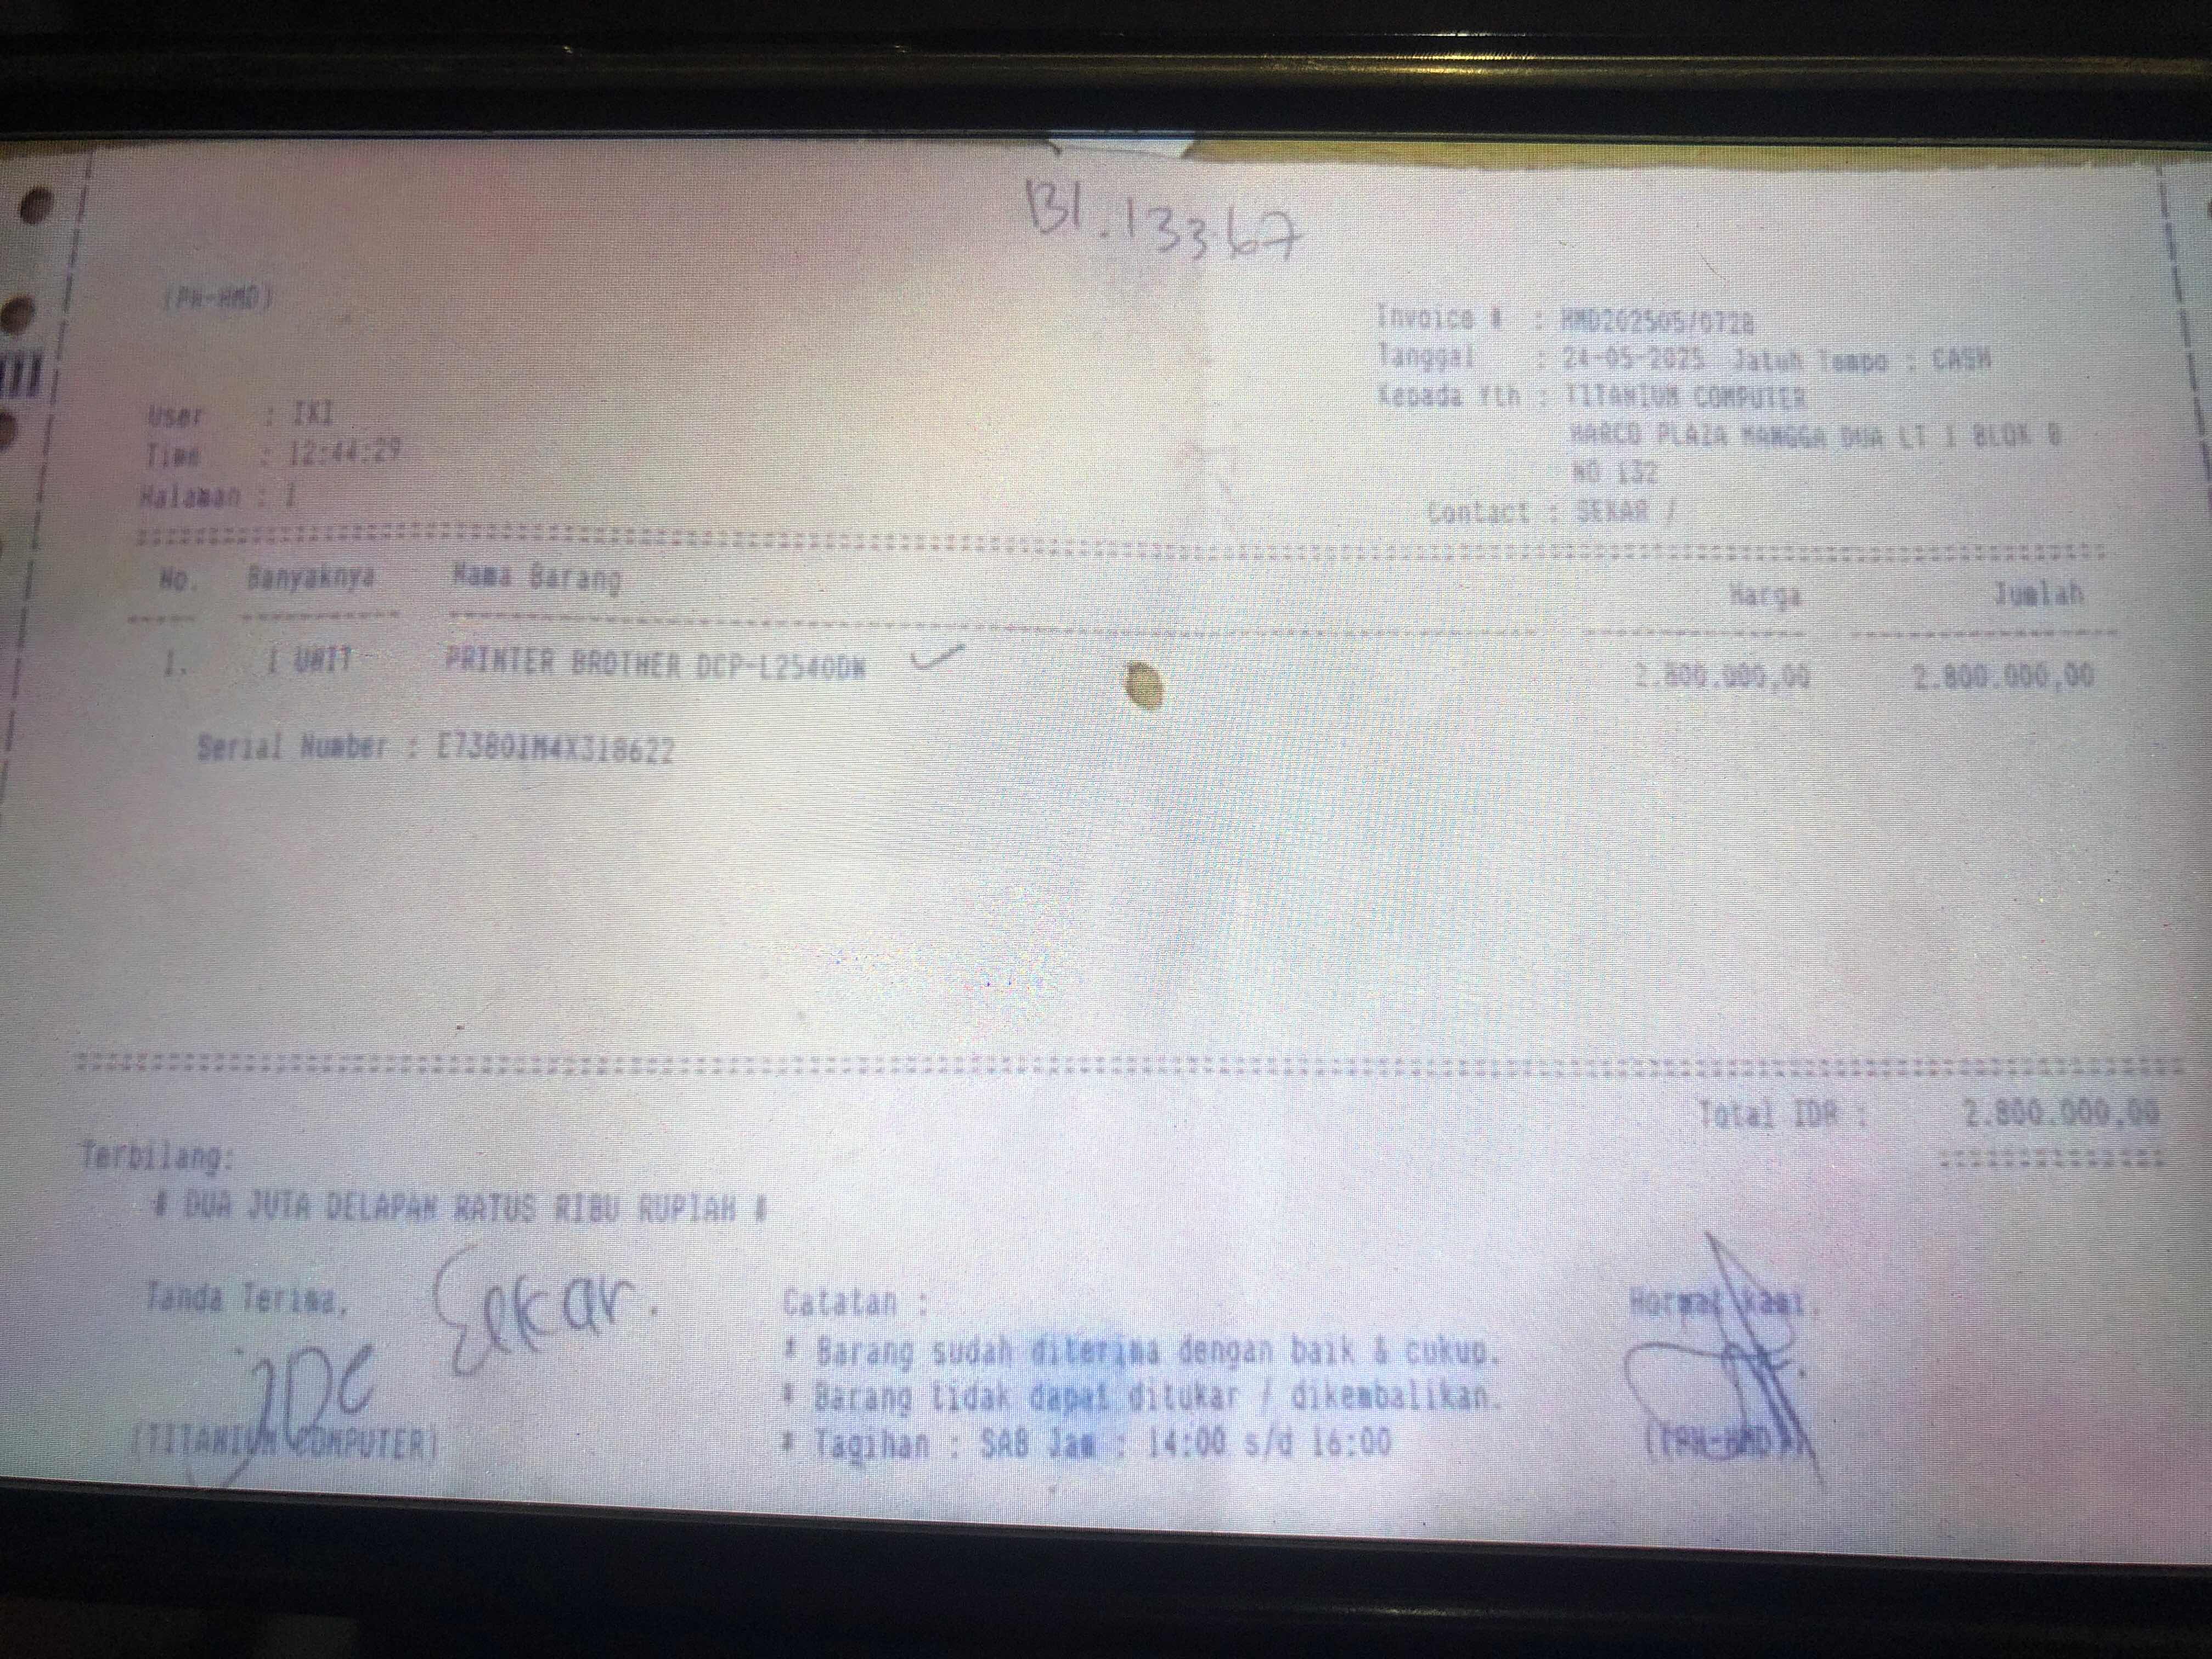 BI.13367
(PH-HMD)
Invoice # : HMD202505/0728
Tanggal : 24-05-2025 Jatuh Tempo : CASH
Kepada Yth : TITANIUM COMPUTER
HARCO PLAZA MANGGA DUA LT 1 BLOK B
NO 132
Contact : SEKAR /
User : IKI
Time : 12:44:29
Halaman : 1
No. Banyaknya Nama Barang Harga Jumlah
1. 1 UNIT PRINTER BROTHER DCP-L2540DW 2.800.000,00 2.800.000,00
Serial Number : E73801M4X318622
Total IDR : 2.800.000,00
Terbilang:
# DUA JUTA DELAPAN RATUS RIBU RUPIAH #
Tanda Terima, Sekar. Catatan : Hormat kami,
* Barang sudah diterima dengan baik & cukup.
* Barang tidak dapat ditukar / dikembalikan.
(TITANIUM COMPUTER) * Tagihan : SAB Jam : 14:00 s/d 16:00